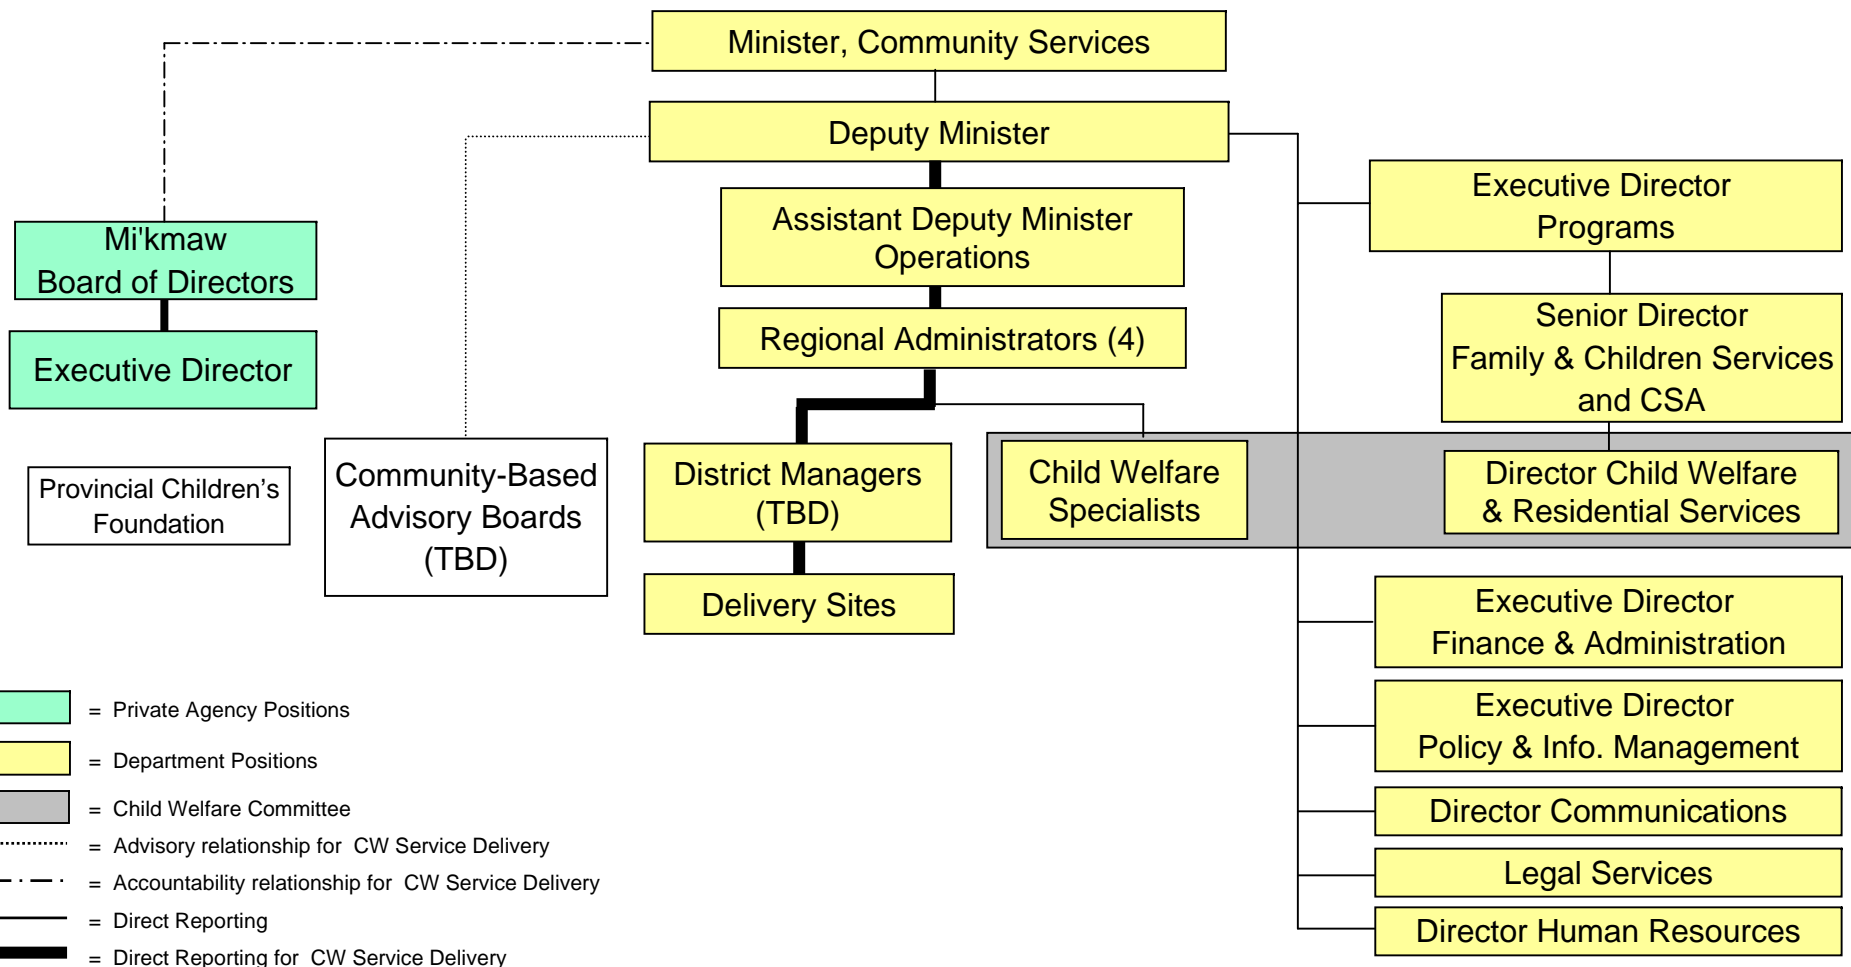 Minister, Community Services
Deputy Minister
Assistant Deputy Minister
Operations
Regional Administrators (4)
Executive Director
Programs
Senior Director
Family & Children Services
and CSA
Mi'kmaw
Board of Directors
Executive Director
Provincial Children's
Foundation
Community-Based
Advisory Boards
(TBD)
District Managers
(TBD)
Delivery Sites
Child Welfare
Specialists
Director Child Welfare
& Residential Services
Executive Director
Finance & Administration
Executive Director
Policy & Info. Management
Director Communications
Legal Services
Director Human Resources
= Private Agency Positions
= Department Positions
= Child Welfare Committee
= Advisory relationship for CW Service Delivery
= Accountability relationship for CW Service Delivery
= Direct Reporting
= Direct Reporting for CW Service Delivery